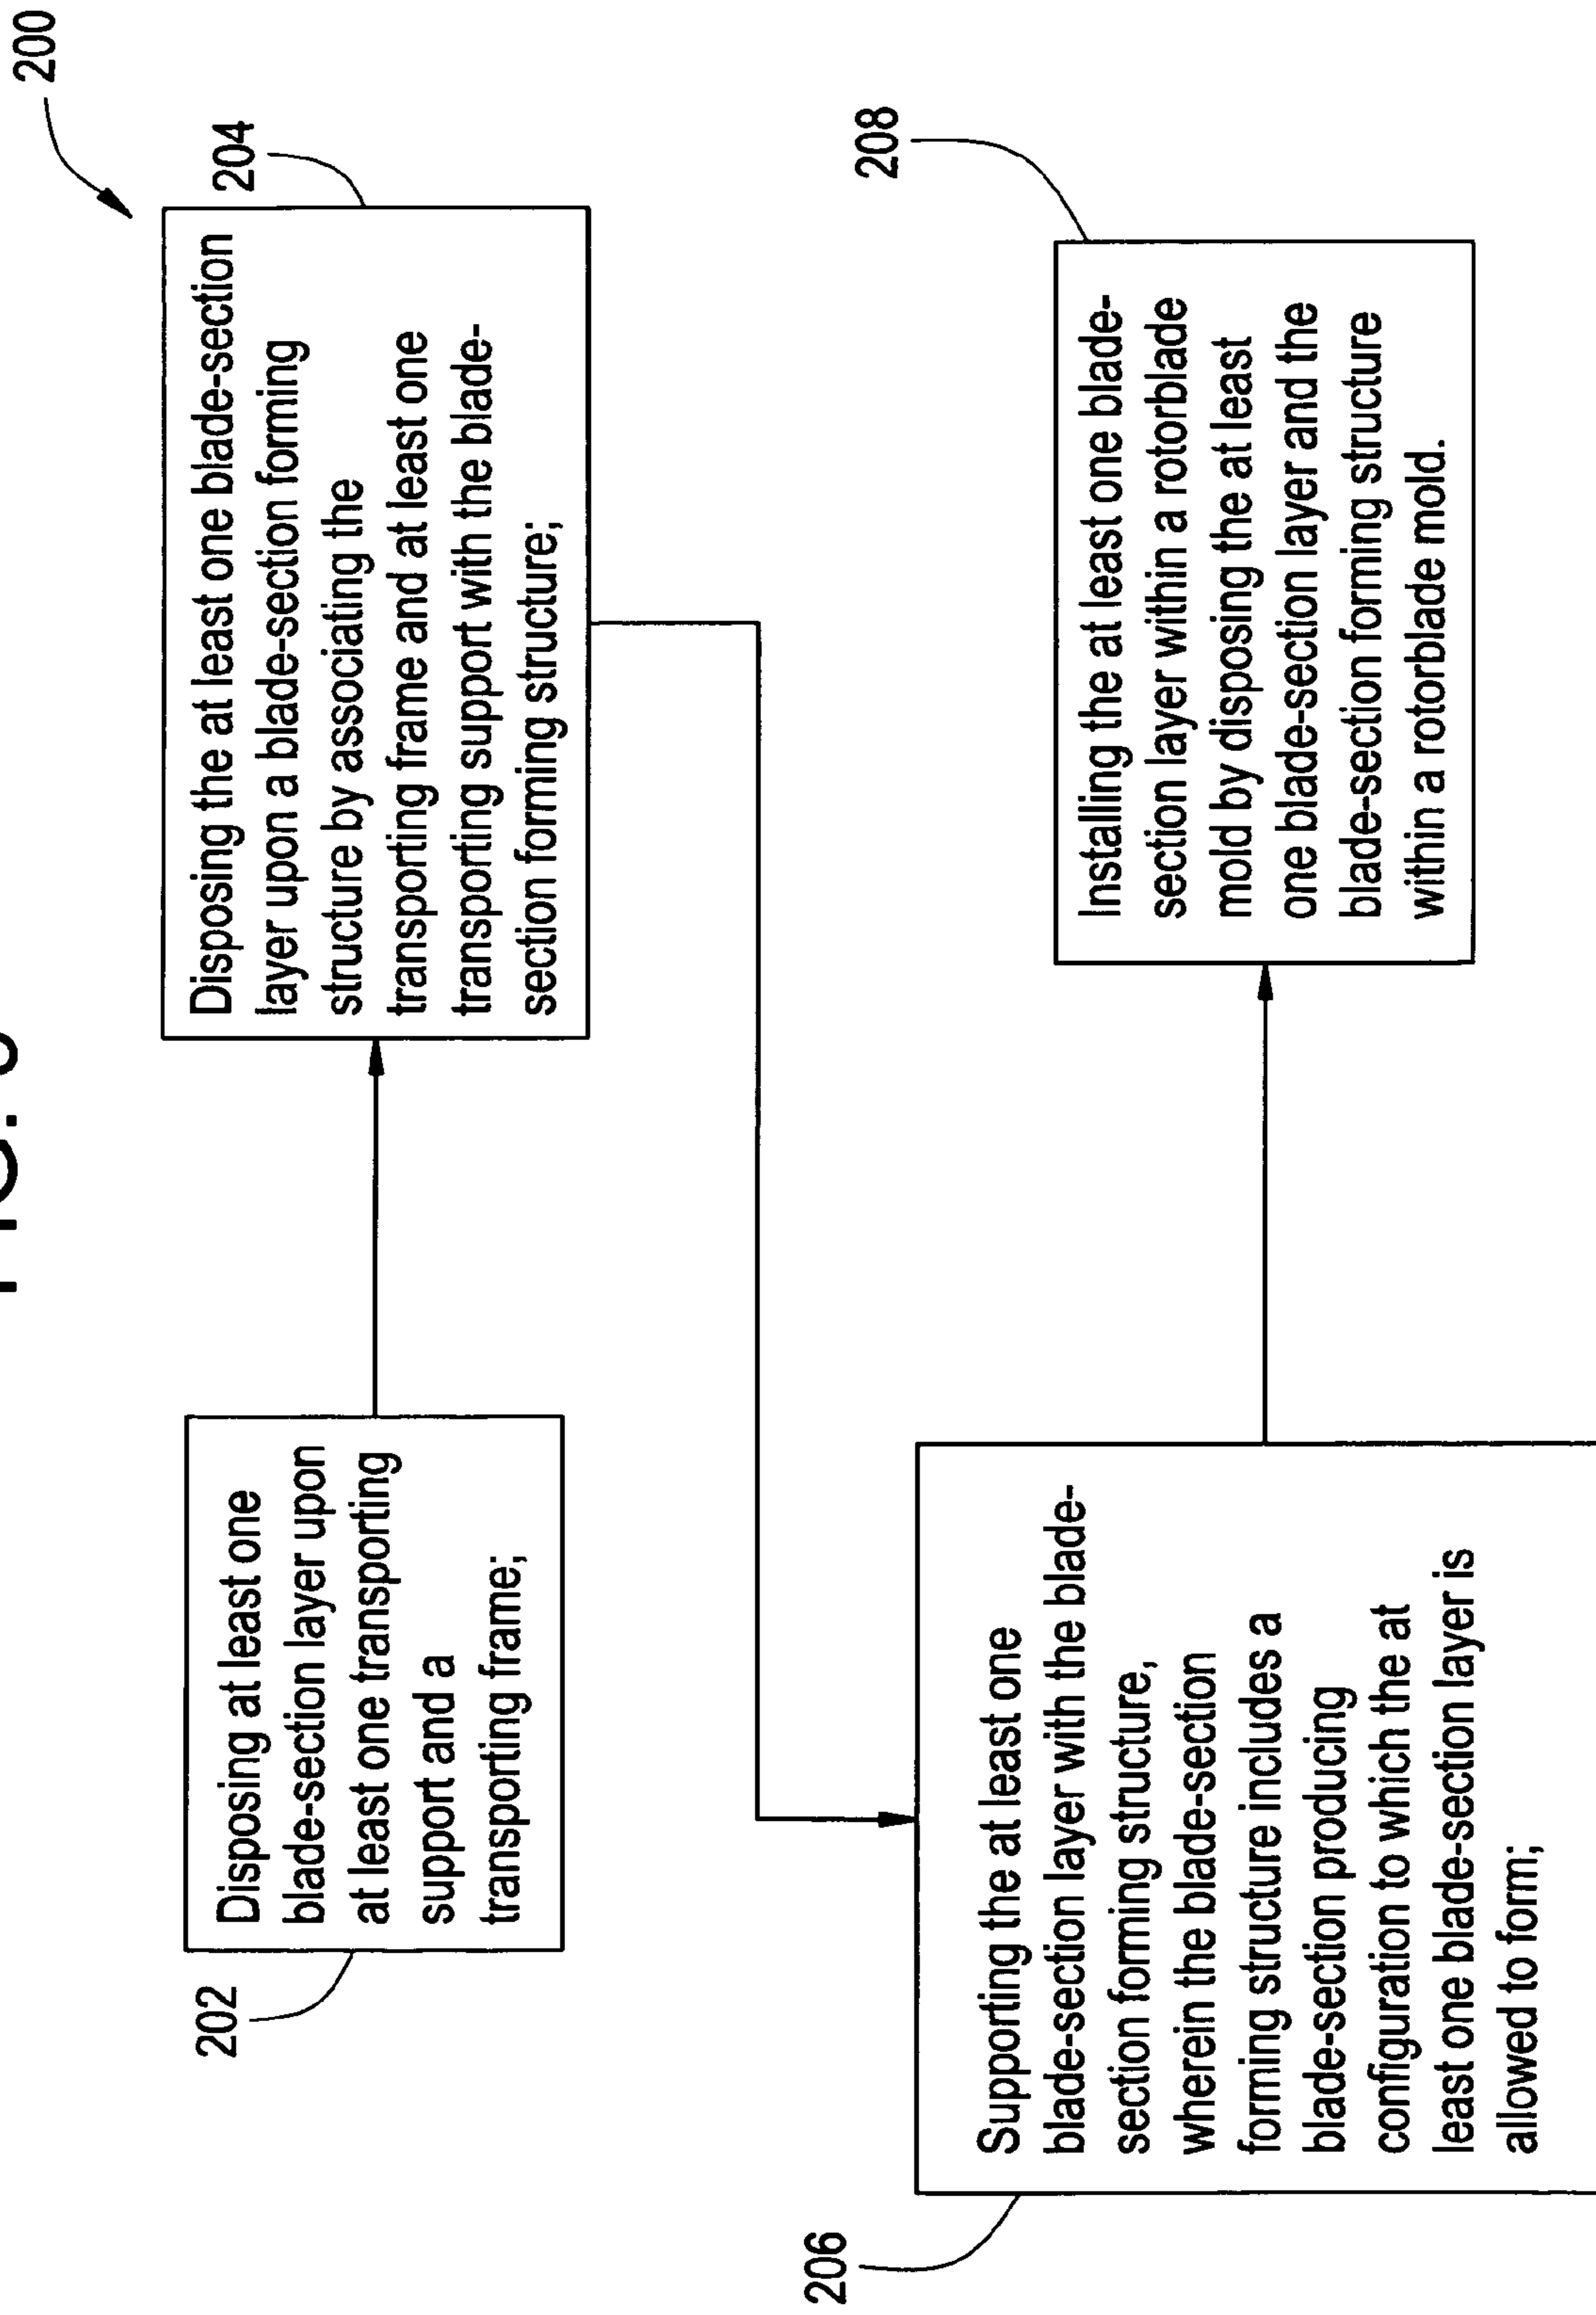 FIG.
200
202
Disposing at least one
blade-section layer upon
at least one transporting
support and a
transporting frame;
204
Disposing the at least one blade-section
layer upon a blade-section forming
structure by associating the
transporting frame and at least one
transporting support with the blade-
section forming structure;
206
Supporting the at least one
blade-section layer with the blade-
section forming structure,
wherein the blade-section
forming structure includes a
blade-section producing
configuration to which the at
least one blade-section layer is
allowed to form;
208
Installing the at least one blade-
section layer within a rotorblade
mold by disposing the at least
one blade-section layer and the
blade-section forming structure
within a rotorblade mold.